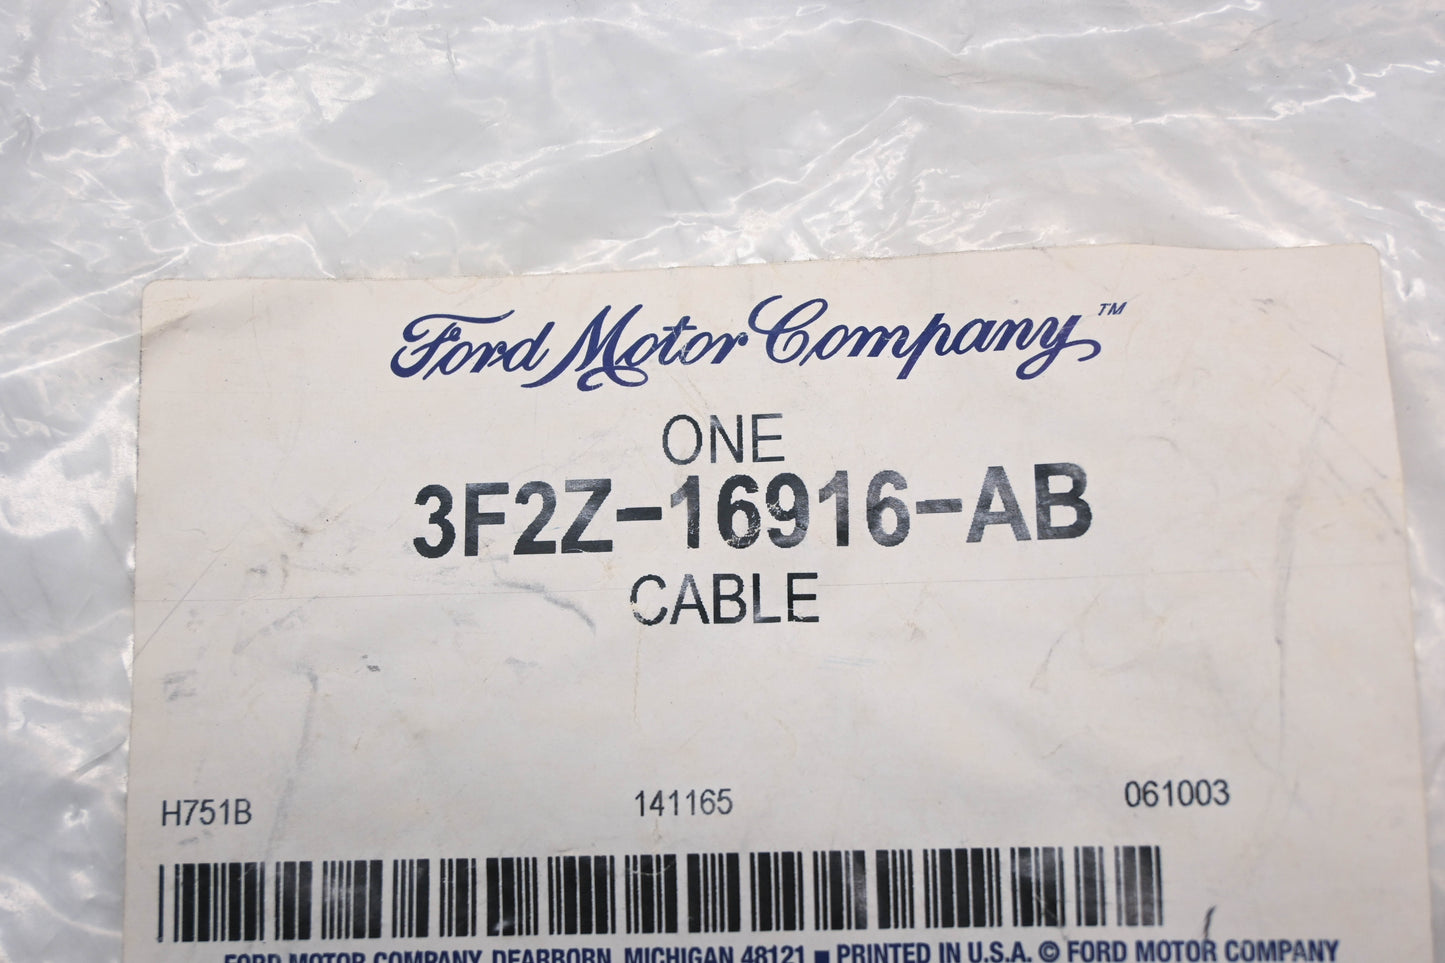 Ford Motor Company™
ONE
3F2Z-16916-AB
CABLE
H751B 141165 061003
FORD MOTOR COMPANY, DEARBORN, MICHIGAN 48121 ■ PRINTED IN U.S.A. © FORD MOTOR COMPANY